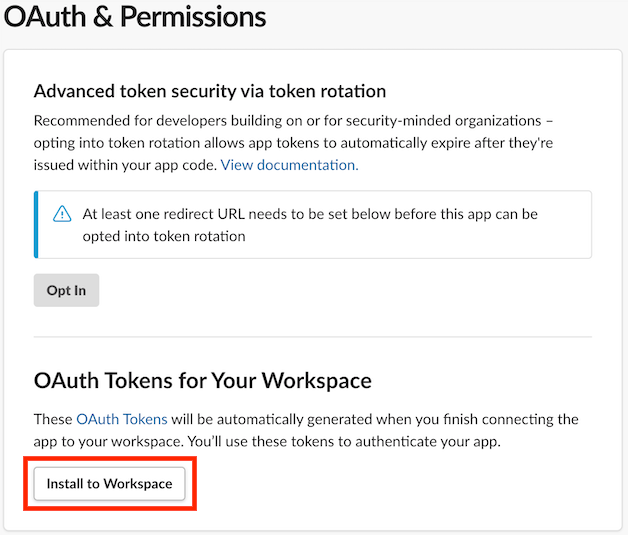 OAuth & Permissions
Advanced token security via token rotation
Recommended for developers building on or for security-minded organizations –
opting into token rotation allows app tokens to automatically expire after they're
issued within your app code. View documentation.
At least one redirect URL needs to be set below before this app can be
opted into token rotation
Opt In
OAuth Tokens for Your Workspace
These OAuth Tokens will be automatically generated when you finish connecting the
app to your workspace. You’ll use these tokens to authenticate your app.
Install to Workspace